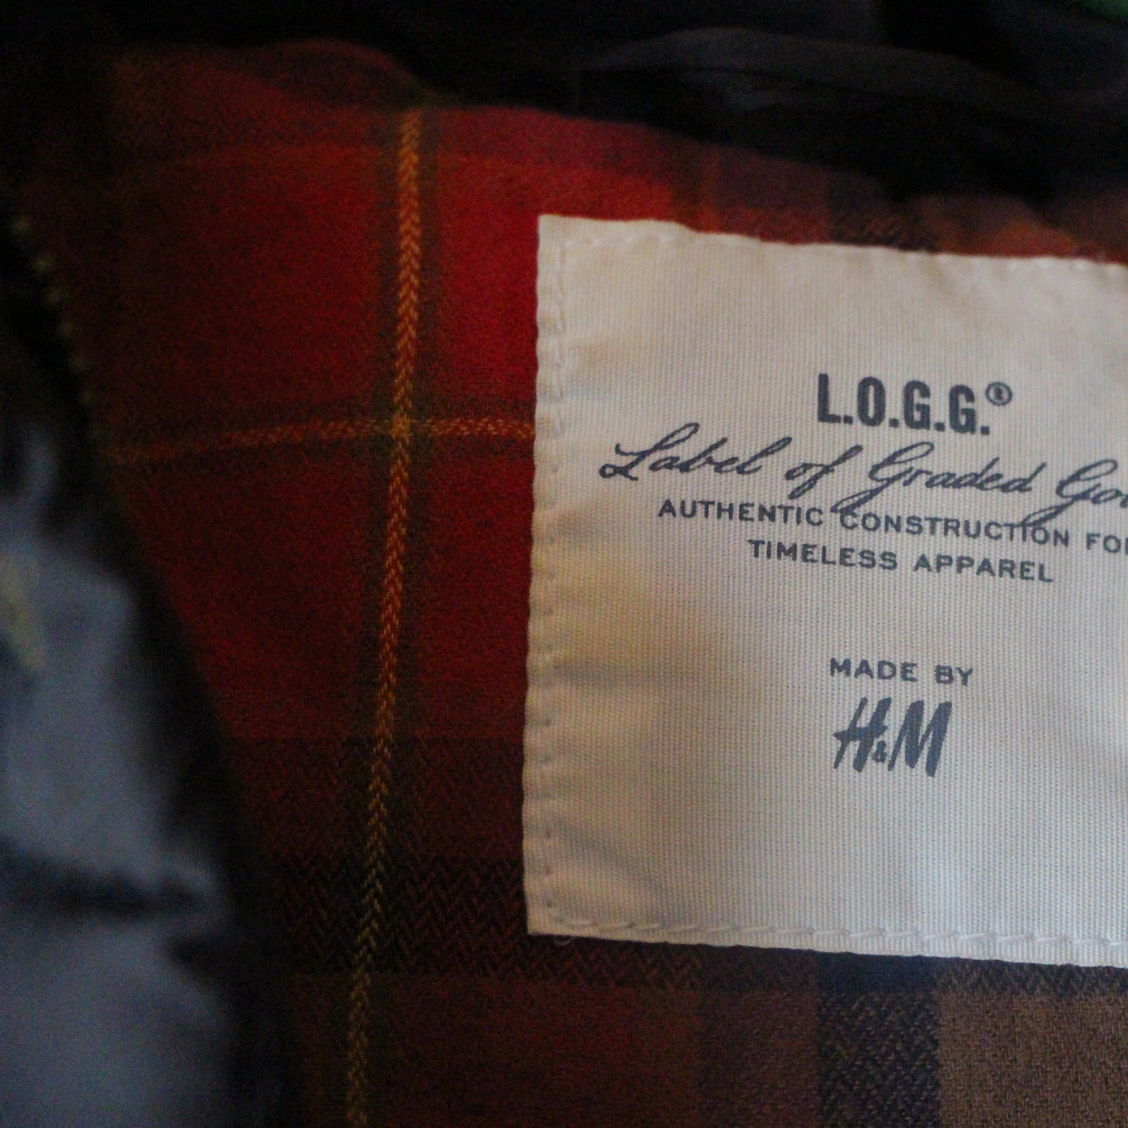 L.O.G.G.®
Label of Graded
AUTHENTIC CONSTRUCTION
TIMELESS APPAREL
MADE BY
H&M